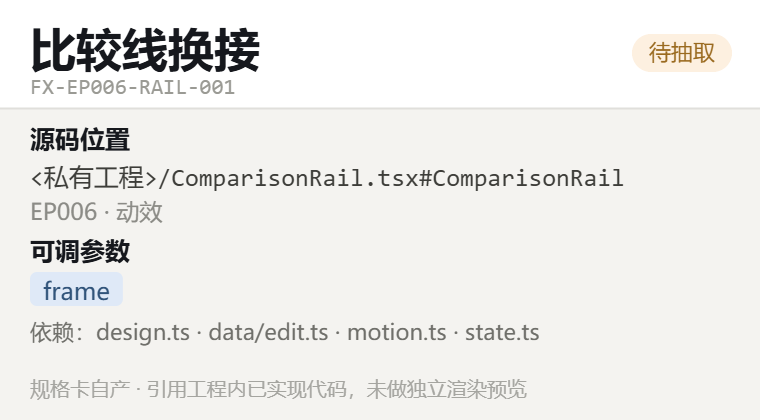 比较线换接
待抽取
FX-EP006-RAIL-001
源码位置
<私有工程>/ComparisonRail.tsx#ComparisonRail
EP006 · 动效
可调参数
frame
依赖：design.ts · data/edit.ts · motion.ts · state.ts
规格卡自产 · 引用工程内已实现代码，未做独立渲染预览